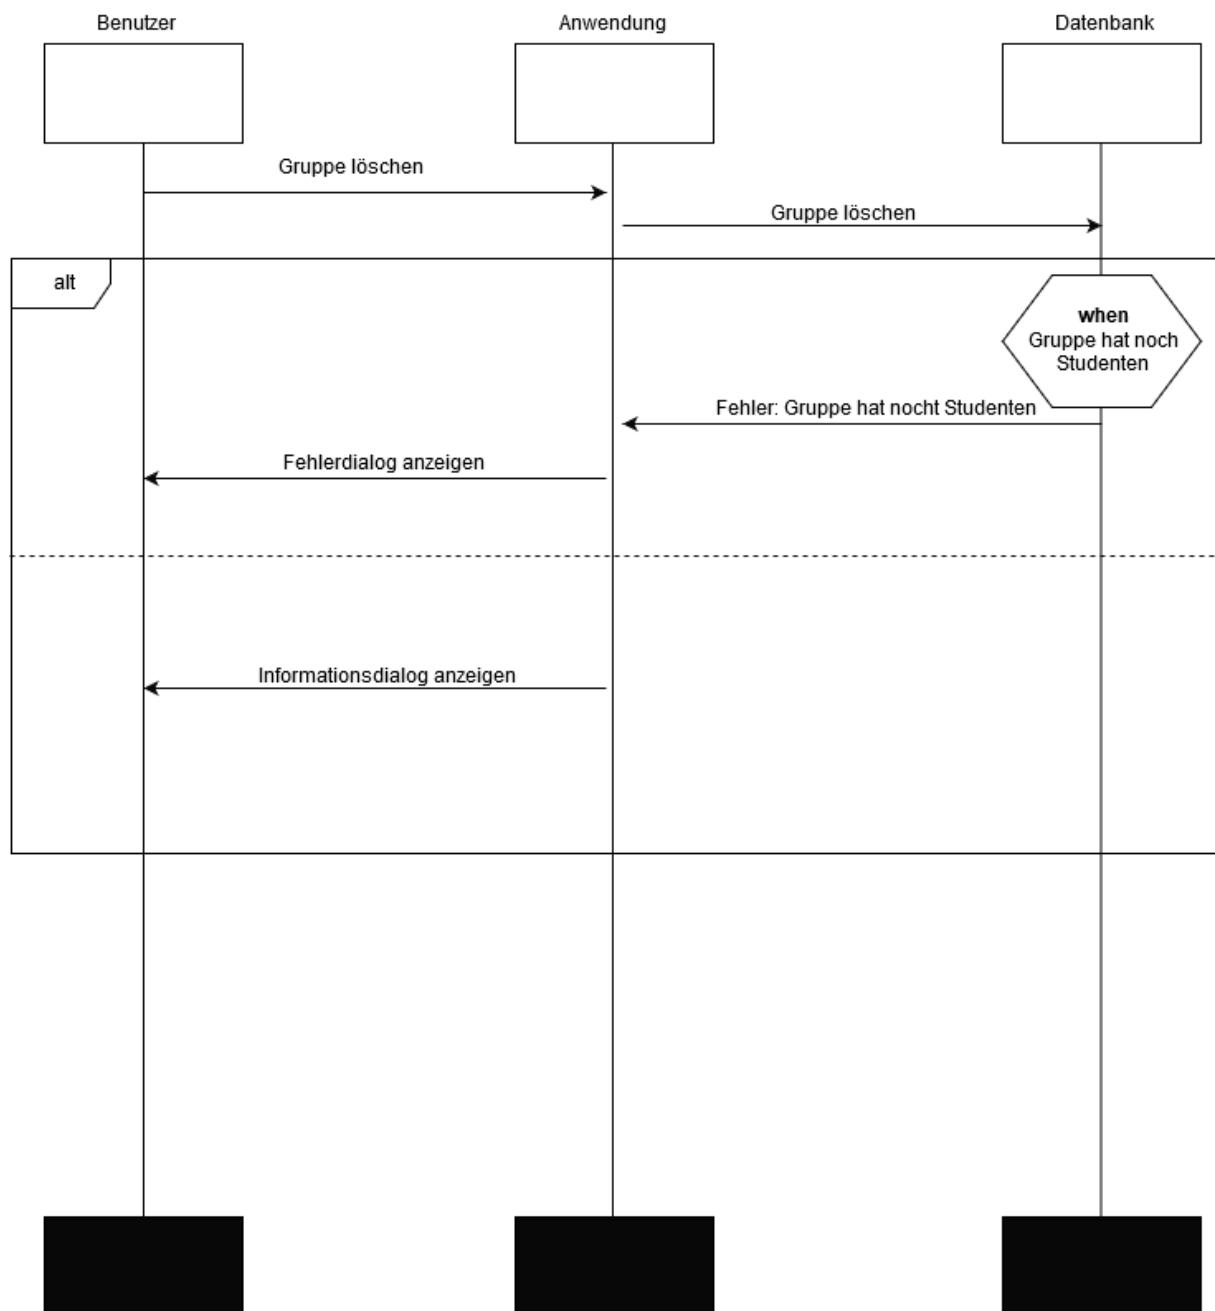 Benutzer
Anwendung
Datenbank
Gruppe löschen
Gruppe löschen
alt
when
Gruppe hat noch
Studenten
Fehler: Gruppe hat nocht Studenten
Fehlerdialog anzeigen
Informationsdialog anzeigen